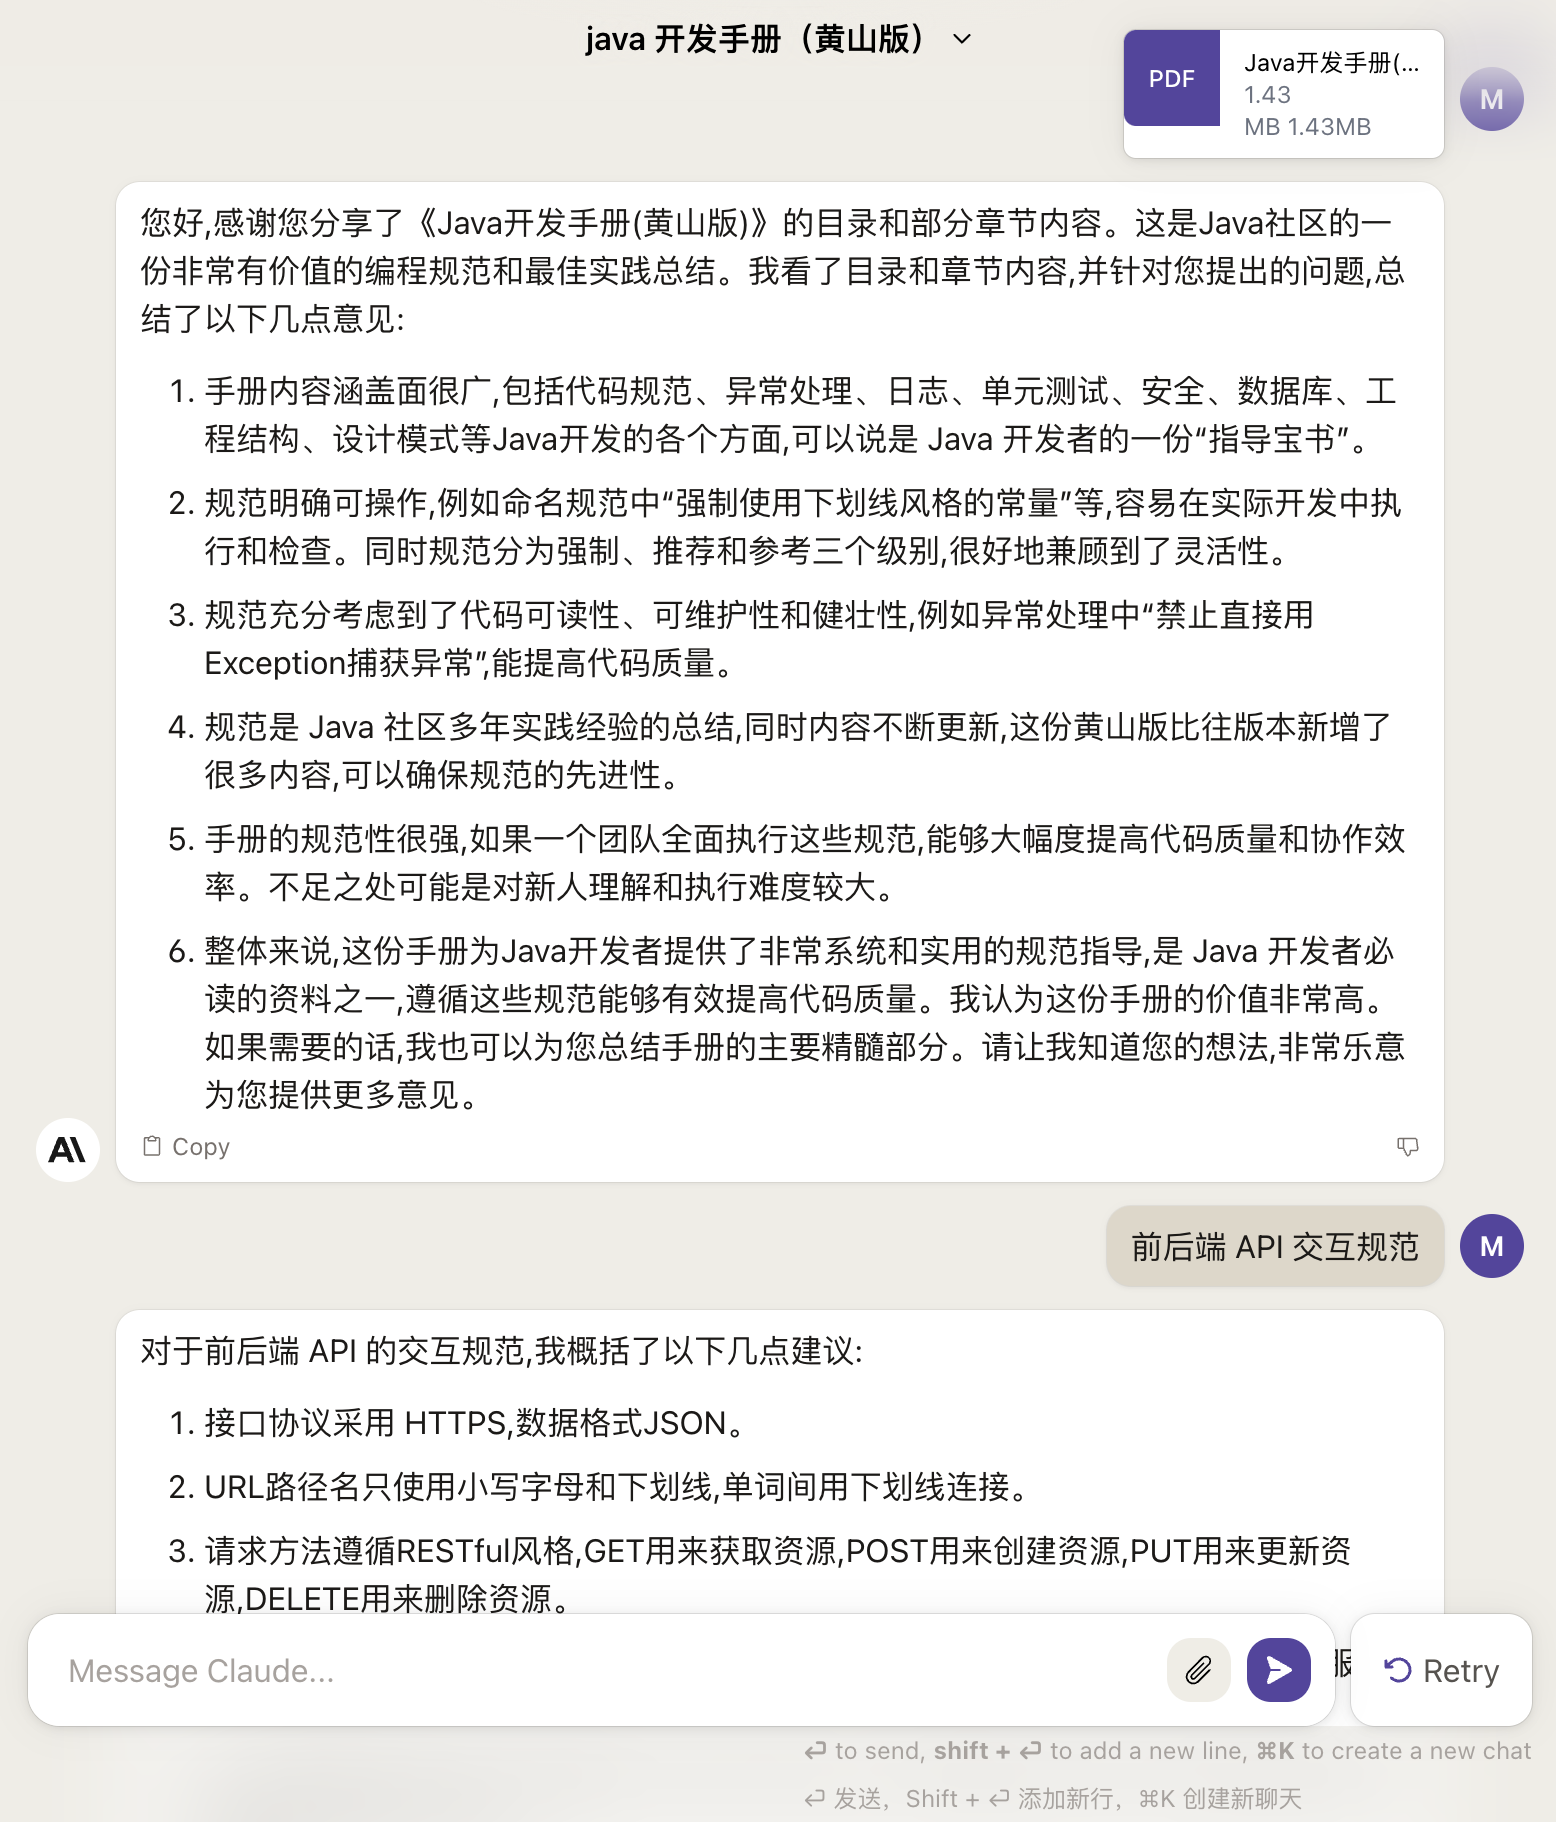 java 开发手册（黄山版）
PDF
Java开发手册(...
1.43
MB 1.43MB
M
您好,感谢您分享了《Java开发手册(黄山版)》的目录和部分章节内容。这是Java社区的一
份非常有价值的编程规范和最佳实践总结。我看了目录和章节内容,并针对您提出的问题,总
结了以下几点意见:
1. 手册内容涵盖面很广,包括代码规范、异常处理、日志、单元测试、安全、数据库、工
程结构、设计模式等Java开发的各个方面,可以说是 Java 开发者的一份“指导宝书”。
2. 规范明确可操作,例如命名规范中“强制使用下划线风格的常量”等,容易在实际开发中执
行和检查。同时规范分为强制、推荐和参考三个级别,很好地兼顾到了灵活性。
3. 规范充分考虑到了代码可读性、可维护性和健壮性,例如异常处理中“禁止直接用
Exception捕获异常”,能提高代码质量。
4. 规范是 Java 社区多年实践经验的总结,同时内容不断更新,这份黄山版比往版本新增了
很多内容,可以确保规范的先进性。
5. 手册的规范性很强,如果一个团队全面执行这些规范,能够大幅度提高代码质量和协作效
率。不足之处可能是对新人理解和执行难度较大。
6. 整体来说,这份手册为Java开发者提供了非常系统和实用的规范指导,是 Java 开发者必
读的资料之一,遵循这些规范能够有效提高代码质量。我认为这份手册的价值非常高。
如果需要的话,我也可以为您总结手册的主要精髓部分。请让我知道您的想法,非常乐意
为您提供更多意见。
A\
Copy
前后端 API 交互规范
M
对于前后端 API 的交互规范,我概括了以下几点建议:
1. 接口协议采用 HTTPS,数据格式JSON。
2. URL路径名只使用小写字母和下划线,单词间用下划线连接。
3. 请求方法遵循RESTful风格,GET用来获取资源,POST用来创建资源,PUT用来更新资
源,DELETE用来删除资源。
Message Claude...
Retry
⏎ to send, shift + ⏎ to add a new line, ⌘K to create a new chat
⏎ 发送，Shift + ⏎ 添加新行，⌘K 创建新聊天